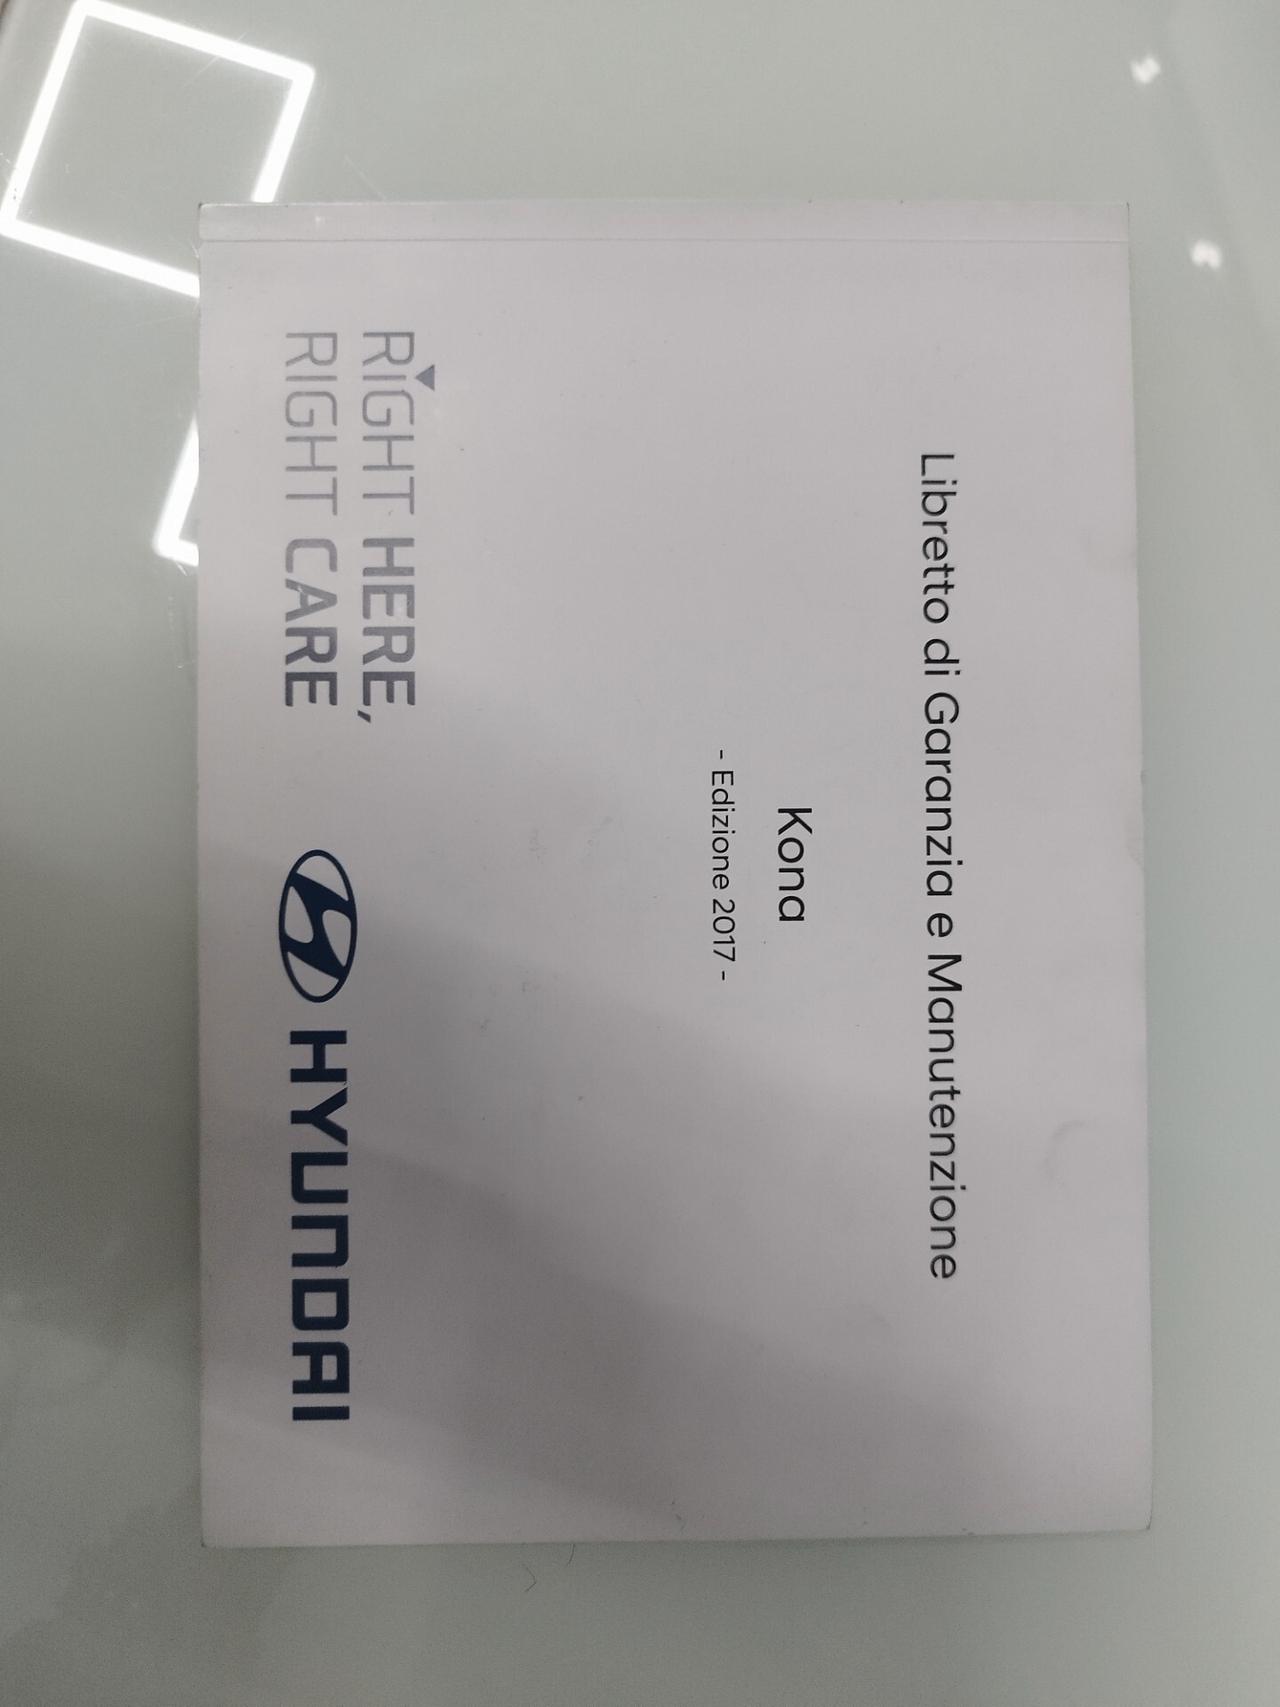 Libretto di Garanzia e Manutenzione
Kona
- Edizione 2017 -
RIGHT HERE,
RIGHT CARE
HYUNDAI